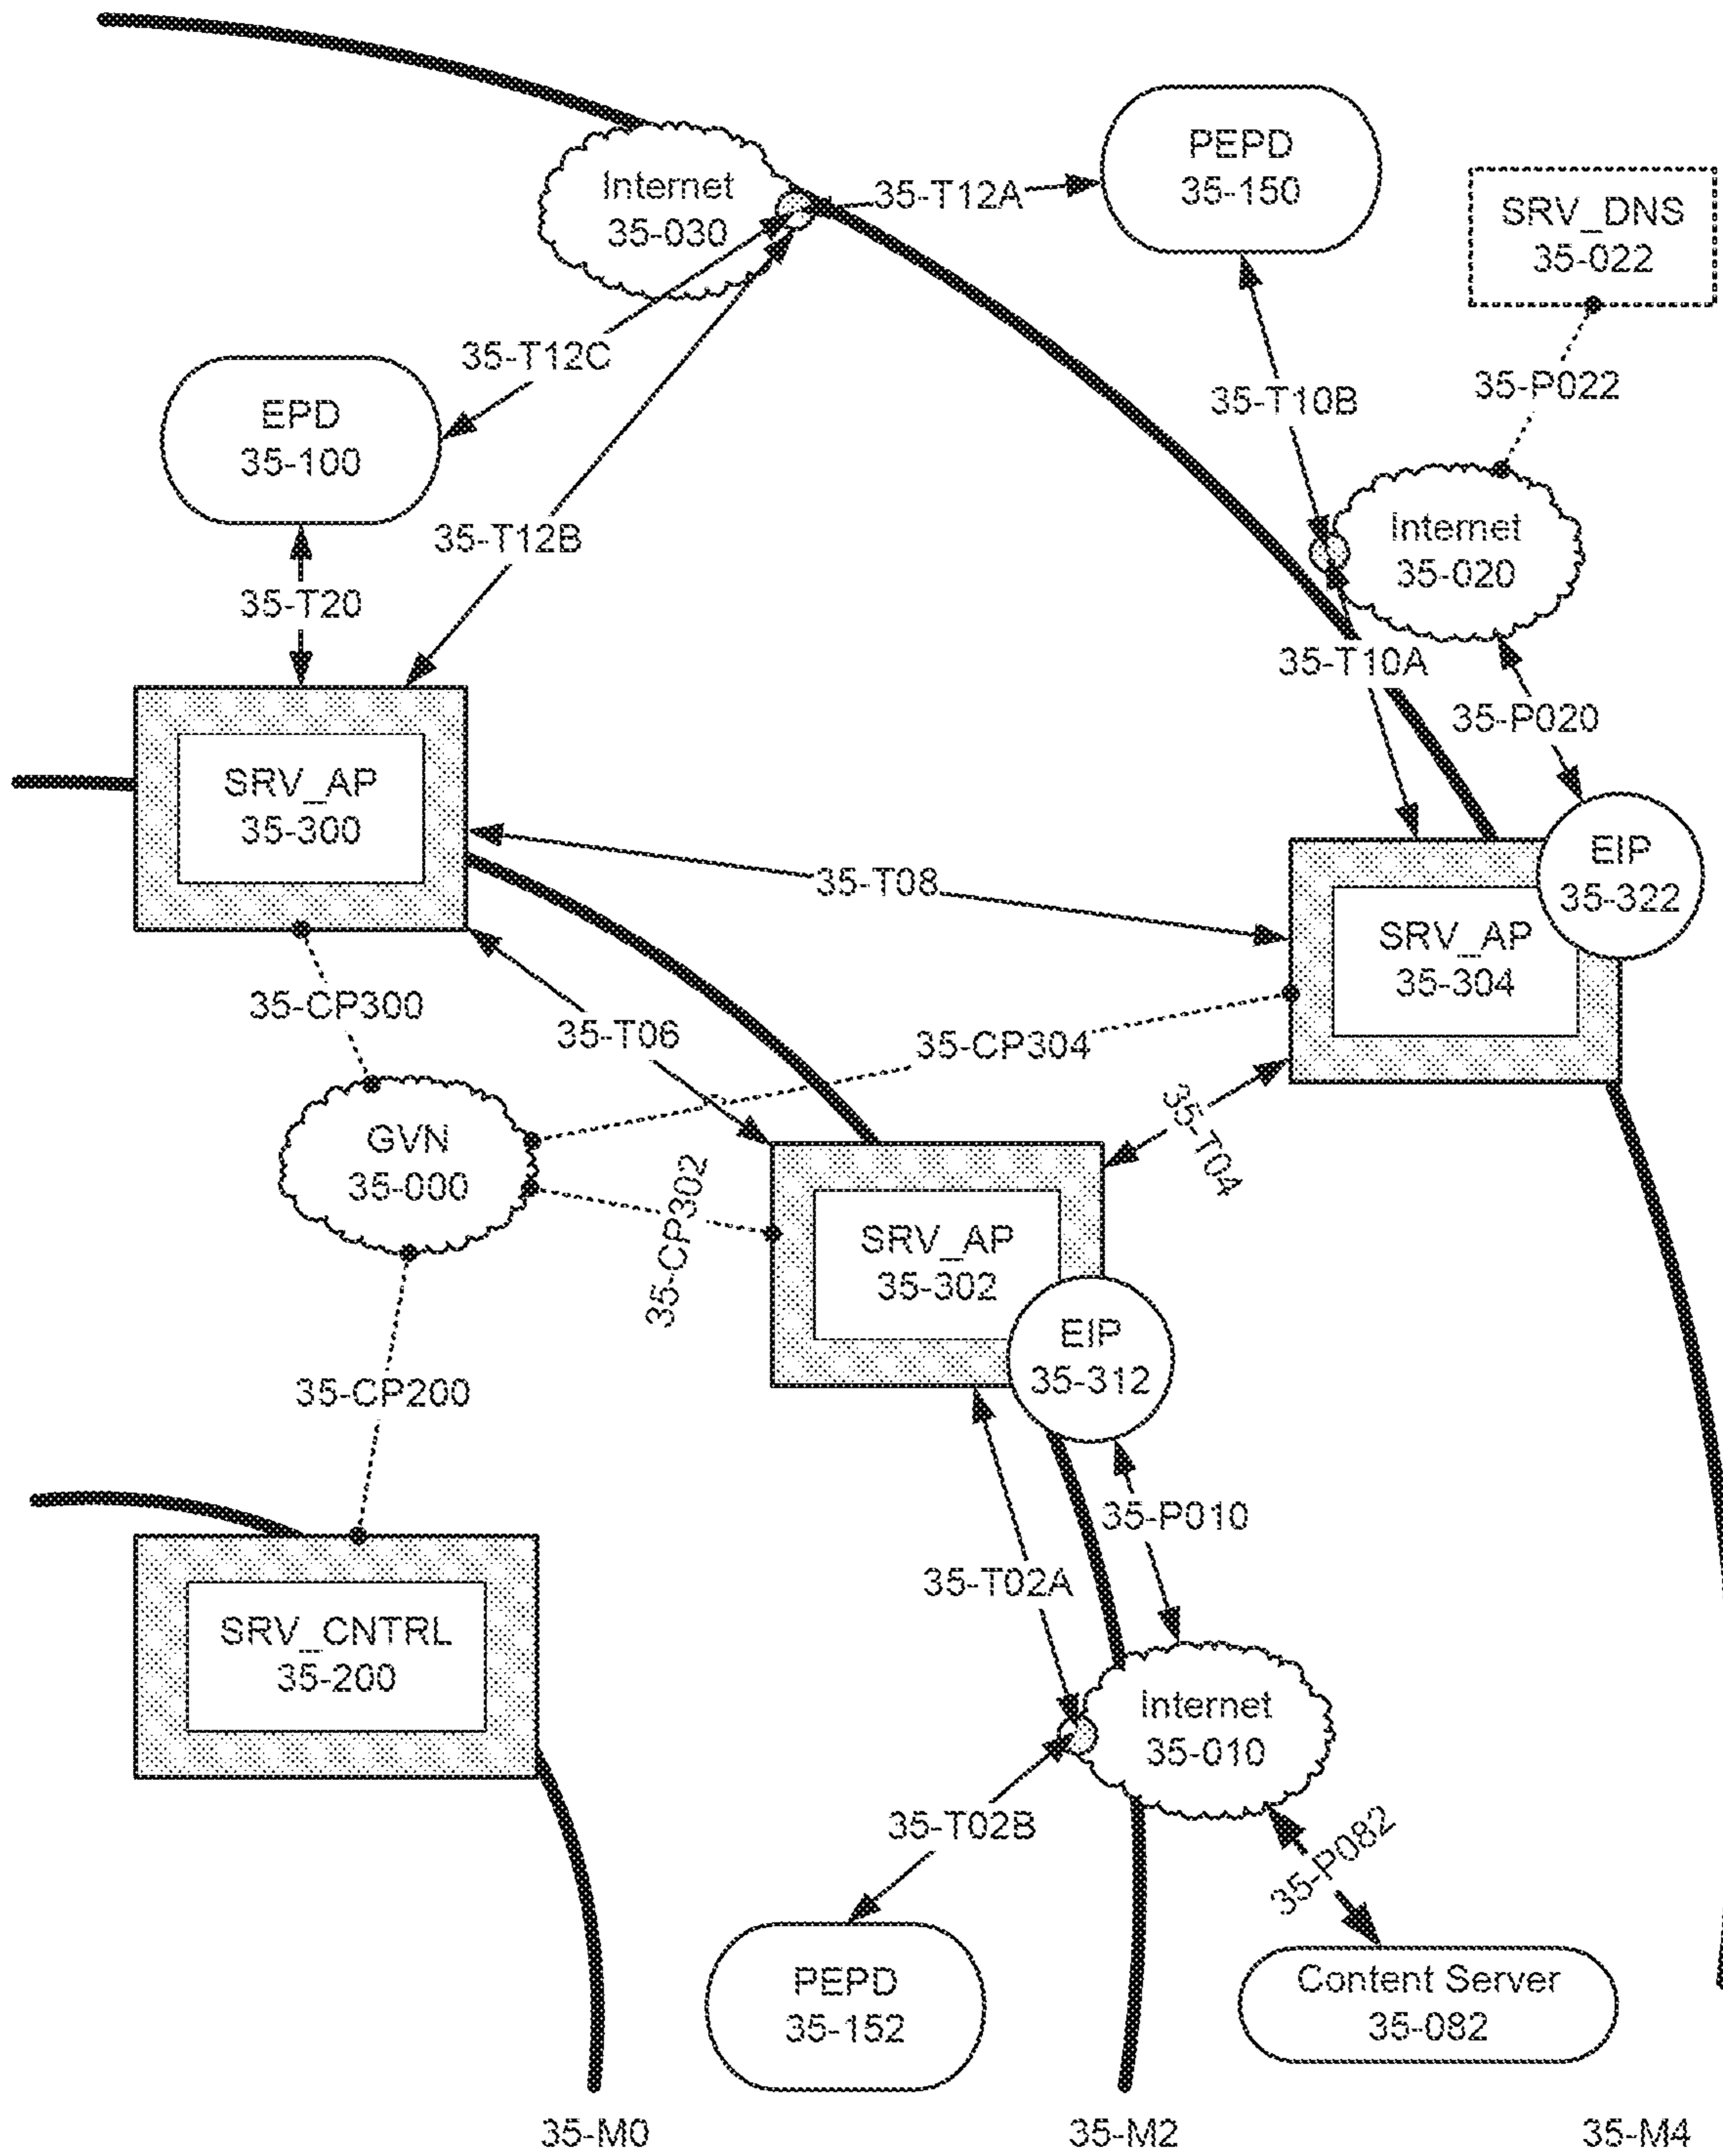 Internet
35-030
35-T12A
PEPD
35-150
SRV_DNS
35-022
35-T12C
35-P022
35-T10B
EPD
35-100
35-T12B
Internet
35-020
35-T20
35-T10A
35-P020
SRV_AP
35-300
35-T08
EIP
35-322
SRV_AP
35-304
35-CP300
35-T06
35-CP304
35-T04
GVN
35-000
35-CP302
SRV_AP
35-302
EIP
35-312
35-CP200
35-P010
35-T02A
SRV_CNTRL
35-200
Internet
35-010
35-T02B
35-P082
PEPD
35-152
Content Server
35-082
35-M0
35-M2
35-M4